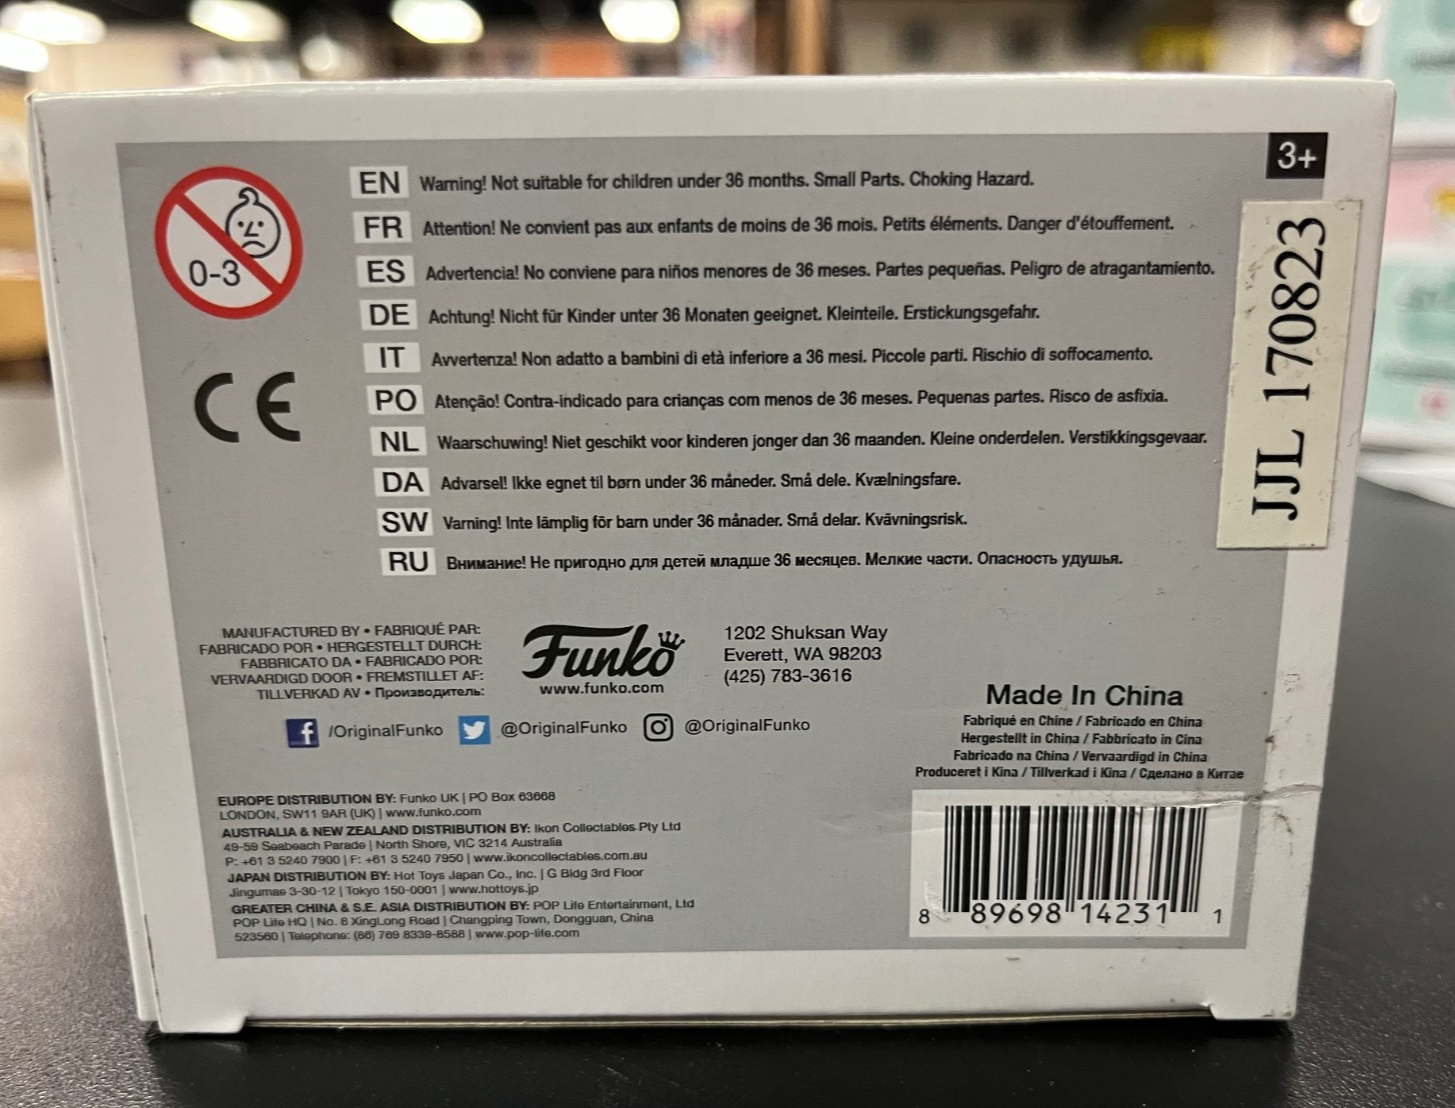 3+
0-3
EN Warning! Not suitable for children under 36 months. Small Parts. Choking Hazard.
FR Attention! Ne convient pas aux enfants de moins de 36 mois. Petits éléments. Danger d'étouffement.
ES Advertencia! No conviene para niños menores de 36 meses. Partes pequeñas. Peligro de atragantamiento.
DE Achtung! Nicht für Kinder unter 36 Monaten geeignet. Kleinteile. Erstickungsgefahr.
IT Avvertenza! Non adatto a bambini di età inferiore a 36 mesi. Piccole parti. Rischio di soffocamento.
PO Atenção! Contra-indicado para crianças com menos de 36 meses. Pequenas partes. Risco de asfixia.
NL Waarschuwing! Niet geschikt voor kinderen jonger dan 36 maanden. Kleine onderdelen. Verstikkingsgevaar.
DA Advarsel! Ikke egnet til børn under 36 måneder. Små dele. Kvælningsfare.
SW Varning! Inte lämplig för barn under 36 månader. Små delar. Kvävningsrisk.
RU Внимание! Не пригодно для детей младше 36 месяцев. Мелкие части. Опасность удушья.
CE
JJL 170823
MANUFACTURED BY • FABRIQUÉ PAR:
FABRICADO POR • HERGESTELLT DURCH:
FABBRICATO DA • FABRICADO POR:
VERVAARDIGD DOOR • FREMSTILLET AF:
TILLVERKAD AV • Производитель:
Funko
www.funko.com
1202 Shuksan Way
Everett, WA 98203
(425) 783-3616
/OriginalFunko @OriginalFunko @OriginalFunko
Made In China
Fabriqué en Chine / Fabricado en China
Hergestellt in China / Fabbricato in Cina
Fabricado na China / Vervaardigd in China
Produceret i Kina / Tillverkad i Kina / Сделано в Китае
EUROPE DISTRIBUTION BY: Funko UK | PO Box 63668
LONDON, SW11 9AR (UK) | www.funko.com
AUSTRALIA & NEW ZEALAND DISTRIBUTION BY: Ikon Collectables Pty Ltd
49-59 Seabeach Parade | North Shore, VIC 3214 Australia
P: +61 3 5240 7900 | F: +61 3 5240 7950 | www.ikoncollectables.com.au
JAPAN DISTRIBUTION BY: Hot Toys Japan Co., Inc. | G Bldg 3rd Floor
Jingumae 3-30-12 | Tokyo 150-0001 | www.hottoys.jp
GREATER CHINA & S.E. ASIA DISTRIBUTION BY: POP Life Entertainment, Ltd
POP Life HQ | No. 8 XingLong Road | Changping Town, Dongguan, China
523560 | Telephone: (86) 769 8339-8588 | www.pop-life.com
8 89698 14231 1